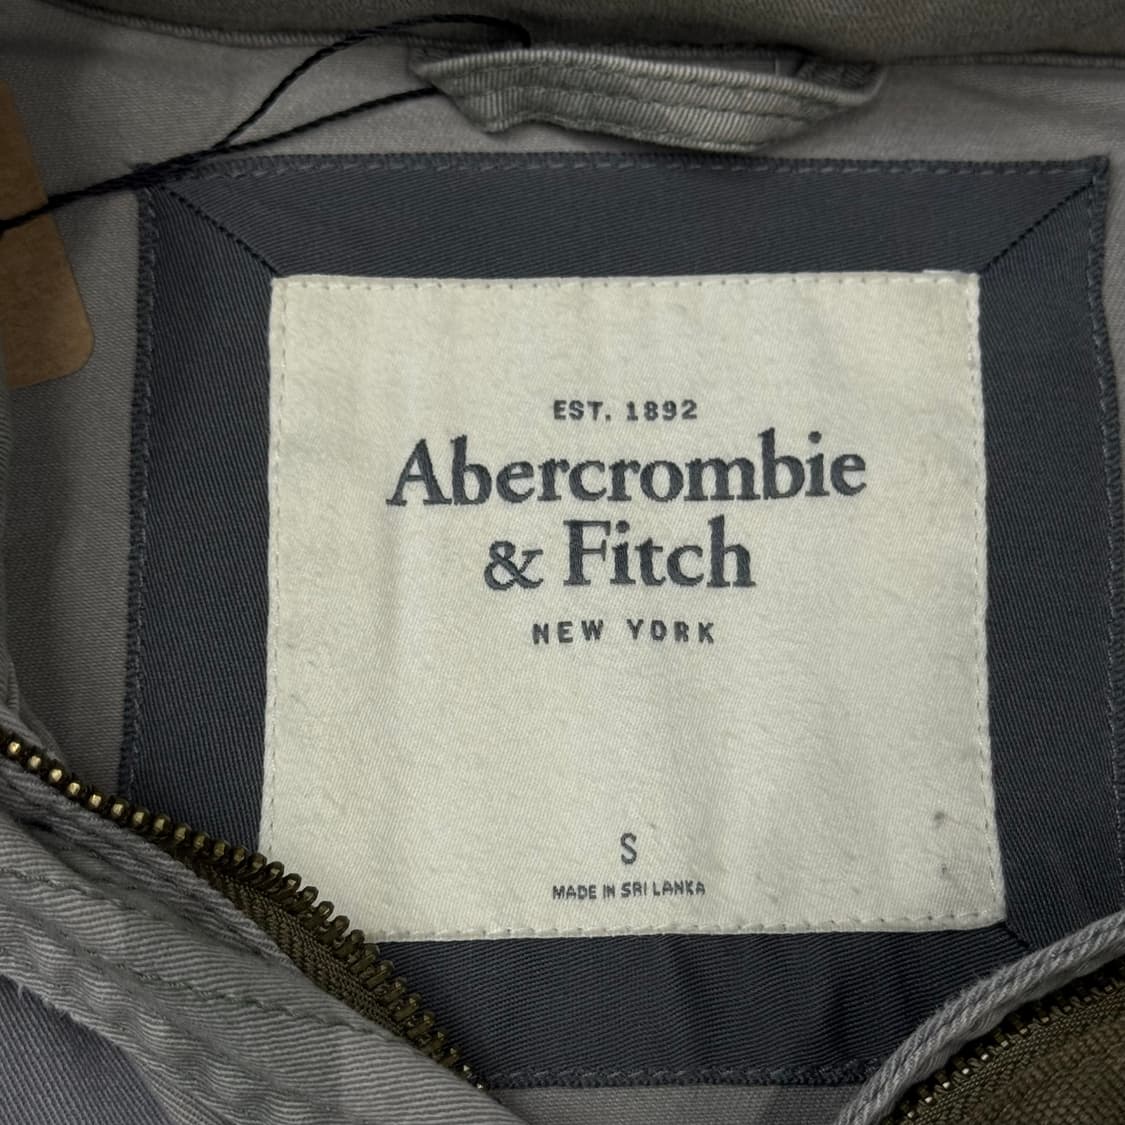 EST. 1892
Abercrombie
& Fitch
NEW YORK
S
MADE IN SRI LANKA